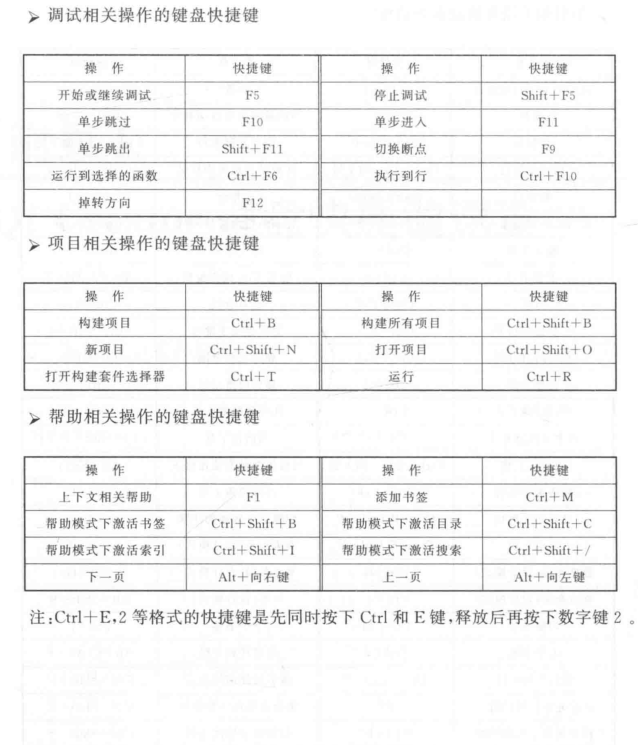 ➢ 调试相关操作的键盘快捷键
操 作 快捷键 操 作 快捷键
开始或继续调试 F5 停止调试 Shift+F5
单步跳过 F10 单步进入 F11
单步跳出 Shift+F11 切换断点 F9
运行到选择的函数 Ctrl+F6 执行到行 Ctrl+F10
掉转方向 F12
➢ 项目相关操作的键盘快捷键
操 作 快捷键 操 作 快捷键
构建项目 Ctrl+B 构建所有项目 Ctrl+Shift+B
新项目 Ctrl+Shift+N 打开项目 Ctrl+Shift+O
打开构建套件选择器 Ctrl+T 运行 Ctrl+R
➢ 帮助相关操作的键盘快捷键
操 作 快捷键 操 作 快捷键
上下文相关帮助 F1 添加书签 Ctrl+M
帮助模式下激活书签 Ctrl+Shift+B 帮助模式下激活目录 Ctrl+Shift+C
帮助模式下激活索引 Ctrl+Shift+I 帮助模式下激活搜索 Ctrl+Shift+/
下一页 Alt+向右键 上一页 Alt+向左键
注:Ctrl+E,2 等格式的快捷键是先同时按下 Ctrl 和 E 键,释放后再按下数字键 2 。